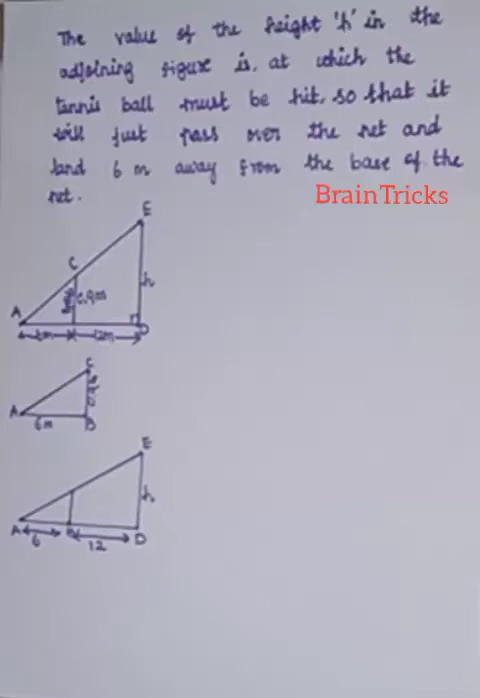 The value of the height 'h' in the
adjoining figure is, at which the
tennis ball must be hit, so that it
will just pass over the net and
land 6 m away from the base of the
net.
BrainTricks
E
C
h
0.9m
A
D
12m
C
A
6m
B
E
h
A
D
6
12